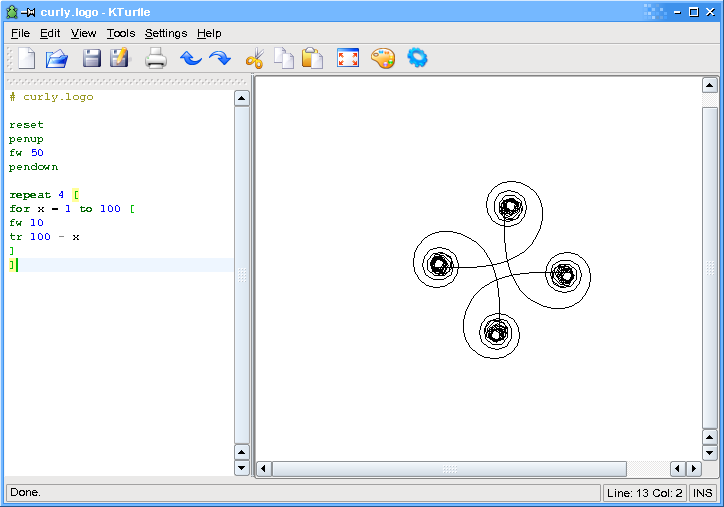 curly.logo - KTurtle
File Edit View Tools Settings Help
# curly.logo
reset
penup
fw 50
pendown
repeat 4 [
for x = 1 to 100 [
fw 10
tr 100 - x
]
]
Done.
Line: 13 Col: 2 INS